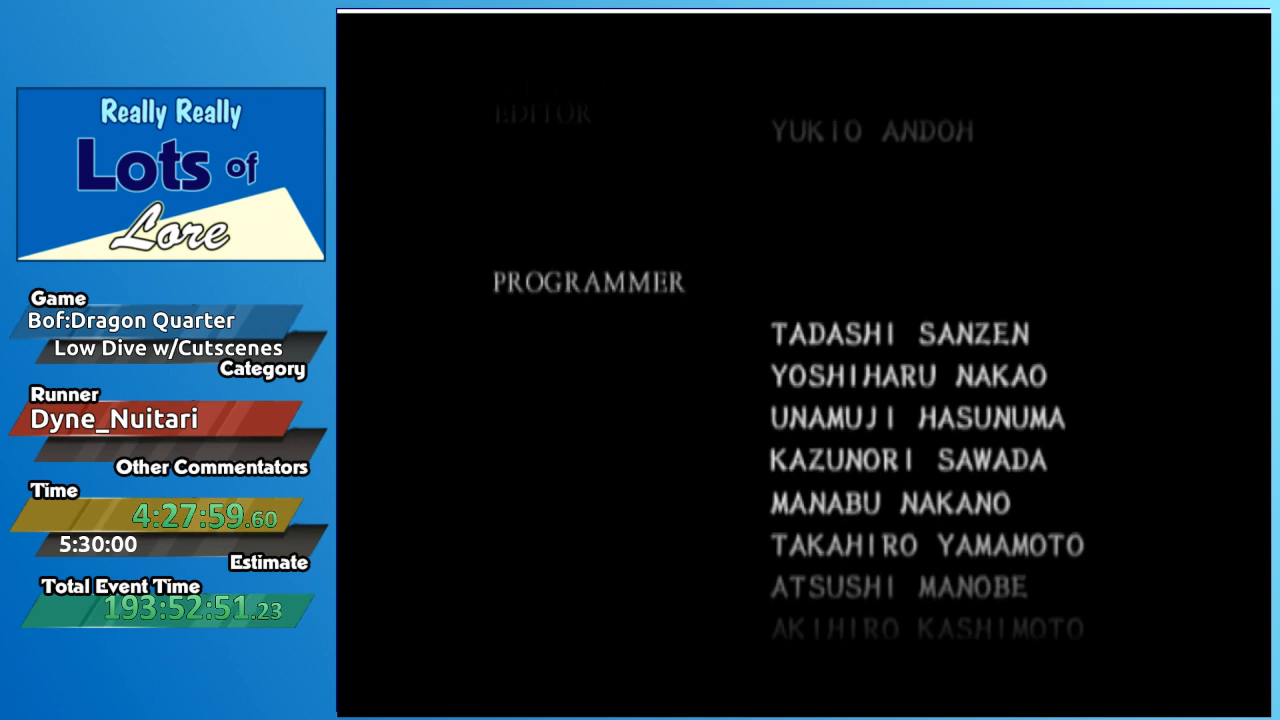 Really Really
Lots of
Lore
Game
Bof:Dragon Quarter
Low Dive w/Cutscenes
Category
Runner
Dyne_Nuitari
Other Commentators
Time
4:27:59.60
5:30:00
Estimate
Total Event Time
193:52:51.23
EDITOR
YUKIO ANDOH
PROGRAMMER
TADASHI SANZEN
YOSHIHARU NAKAO
UNAMUJI HASUNUMA
KAZUNORI SAWADA
MANABU NAKANO
TAKAHIRO YAMAMOTO
ATSUSHI MANOBE
AKIHIRO KASHIMOTO